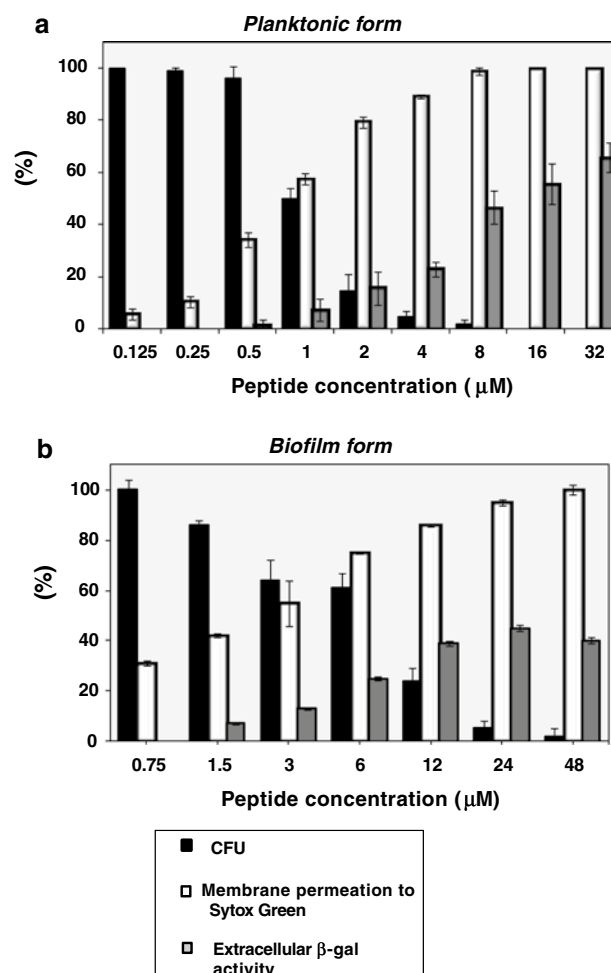 a
Planktonic form
100
80
60
40
20
0
(%)
0.125 0.25 0.5 1 2 4 8 16 32
Peptide concentration (μM)
b
Biofilm form
100
80
60
40
20
0
(%)
0.75 1.5 3 6 12 24 48
Peptide concentration (μM)
CFU
Membrane permeation to
Sytox Green
Extracellular β-gal
activity